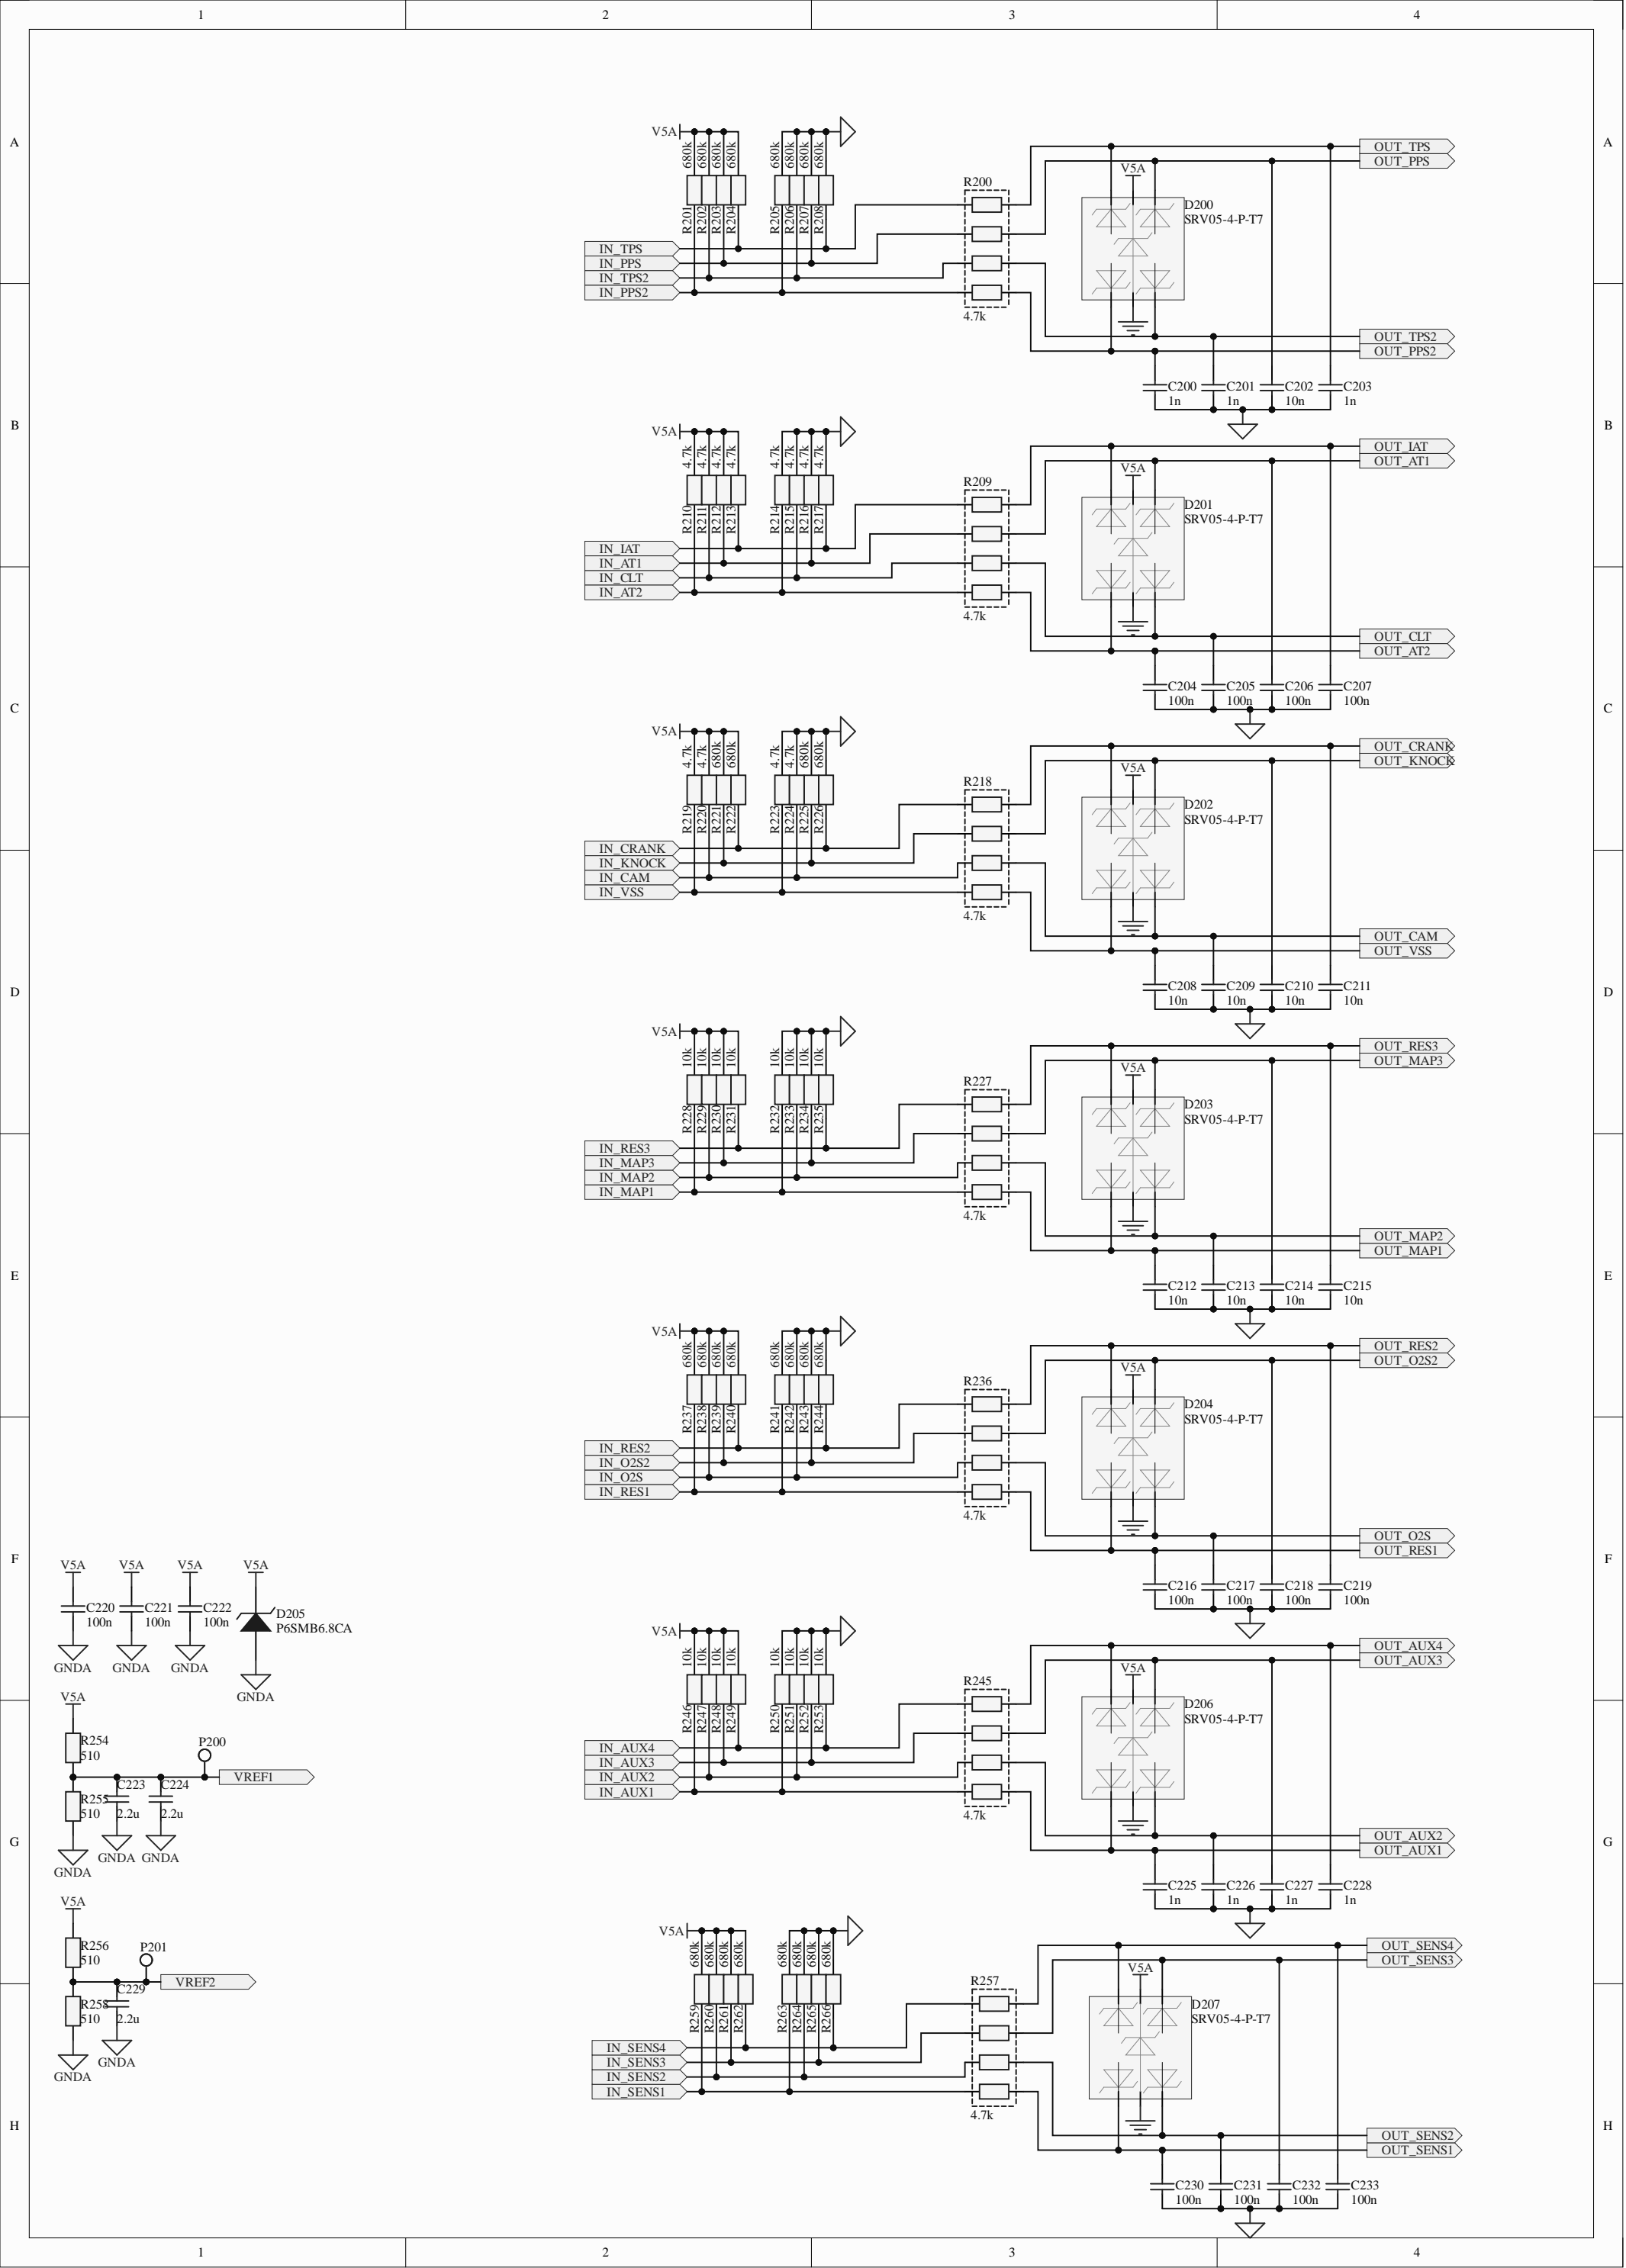 1 2 3 4
A A
V5A
680k 680k 680k 680k
680k 680k 680k 680k
R201 R202 R203 R204
R205 R206 R207 R208
IN_TPS
IN_PPS
IN_TPS2
IN_PPS2
R200
4.7k
V5A
D200
SRV05-4-P-T7
OUT_TPS
OUT_PPS
OUT_TPS2
OUT_PPS2
C200 C201 C202 C203
1n 1n 10n 1n
B B
V5A
4.7k 4.7k 4.7k 4.7k
4.7k 4.7k 4.7k 4.7k
R210 R211 R212 R213
R214 R215 R216 R217
IN_IAT
IN_AT1
IN_CLT
IN_AT2
R209
4.7k
V5A
D201
SRV05-4-P-T7
OUT_IAT
OUT_AT1
OUT_CLT
OUT_AT2
C204 C205 C206 C207
100n 100n 100n 100n
C C
V5A
4.7k 4.7k 680k 680k
4.7k 4.7k 680k 680k
R219 R220 R221 R222
R223 R224 R225 R226
IN_CRANK
IN_KNOCK
IN_CAM
IN_VSS
R218
4.7k
V5A
D202
SRV05-4-P-T7
OUT_CRANK
OUT_KNOCK
OUT_CAM
OUT_VSS
C208 C209 C210 C211
10n 10n 10n 10n
D D
V5A
10k 10k 10k 10k
10k 10k 10k 10k
R228 R229 R230 R231
R232 R233 R234 R235
IN_RES3
IN_MAP3
IN_MAP2
IN_MAP1
R227
4.7k
V5A
D203
SRV05-4-P-T7
OUT_RES3
OUT_MAP3
OUT_MAP2
OUT_MAP1
C212 C213 C214 C215
10n 10n 10n 10n
E E
V5A
680k 680k 680k 680k
680k 680k 680k 680k
R237 R238 R239 R240
R241 R242 R243 R244
IN_RES2
IN_O2S2
IN_O2S
IN_RES1
R236
4.7k
V5A
D204
SRV05-4-P-T7
OUT_RES2
OUT_O2S2
OUT_O2S
OUT_RES1
C216 C217 C218 C219
100n 100n 100n 100n
F F
V5A V5A V5A V5A
C220 C221 C222 D205
100n 100n 100n P6SMB6.8CA
GNDA GNDA GNDA GNDA
V5A
10k 10k 10k 10k
10k 10k 10k 10k
R246 R247 R248 R249
R250 R251 R252 R253
IN_AUX4
IN_AUX3
IN_AUX2
IN_AUX1
R245
4.7k
V5A
D206
SRV05-4-P-T7
OUT_AUX4
OUT_AUX3
OUT_AUX2
OUT_AUX1
C225 C226 C227 C228
1n 1n 1n 1n
V5A
R254
510
P200
VREF1
R255 C223 C224
510 2.2u 2.2u
GNDA GNDA GNDA
G G
V5A
R256
510
P201
VREF2
R258 C229
510 2.2u
GNDA GNDA
V5A
680k 680k 680k 680k
680k 680k 680k 680k
R259 R260 R261 R262
R263 R264 R265 R266
IN_SENS4
IN_SENS3
IN_SENS2
IN_SENS1
R257
4.7k
V5A
D207
SRV05-4-P-T7
OUT_SENS4
OUT_SENS3
OUT_SENS2
OUT_SENS1
C230 C231 C232 C233
100n 100n 100n 100n
H H
1 2 3 4